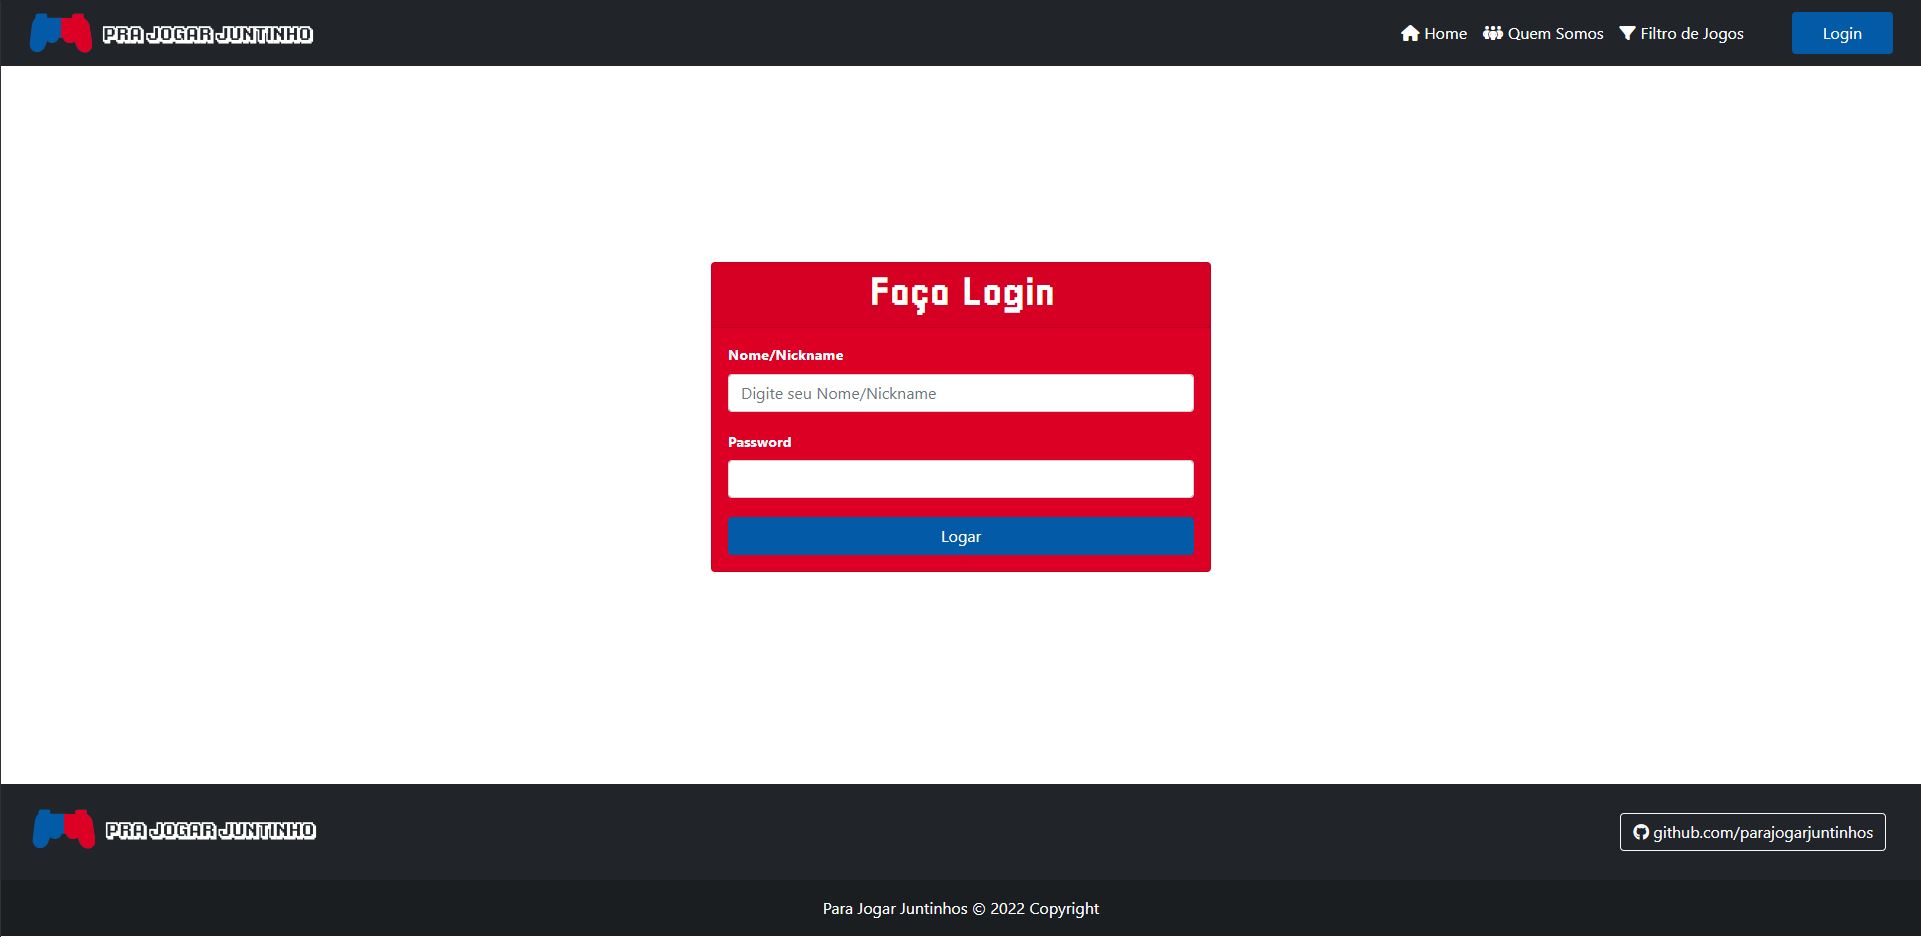 PRA JOGAR JUNTINHO
Home Quem Somos Filtro de Jogos Login
Faça Login
Nome/Nickname
Digite seu Nome/Nickname
Password
Logar
PRA JOGAR JUNTINHO
github.com/parajogarjuntinhos
Para Jogar Juntinhos © 2022 Copyright